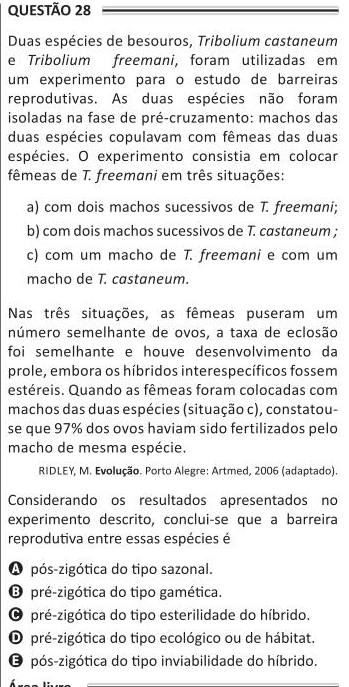 QUESTÃO 28
Duas espécies de besouros, Tribolium castaneum
e Tribolium freemani, foram utilizadas em
um experimento para o estudo de barreiras
reprodutivas. As duas espécies não foram
isoladas na fase de pré-cruzamento: machos das
duas espécies copulavam com fêmeas das duas
espécies. O experimento consistia em colocar
fêmeas de T. freemani em três situações:
a) com dois machos sucessivos de T. freemani;
b) com dois machos sucessivos de T. castaneum ;
c) com um macho de T. freemani e com um
macho de T. castaneum.
Nas três situações, as fêmeas puseram um
número semelhante de ovos, a taxa de eclosão
foi semelhante e houve desenvolvimento da
prole, embora os híbridos interespecíficos fossem
estéreis. Quando as fêmeas foram colocadas com
machos das duas espécies (situação c), constatou-
se que 97% dos ovos haviam sido fertilizados pelo
macho de mesma espécie.
RIDLEY, M. Evolução. Porto Alegre: Artmed, 2006 (adaptado).
Considerando os resultados apresentados no
experimento descrito, conclui-se que a barreira
reprodutiva entre essas espécies é
A pós-zigótica do tipo sazonal.
B pré-zigótica do tipo gamética.
C pré-zigótica do tipo esterilidade do híbrido.
D pré-zigótica do tipo ecológico ou de hábitat.
E pós-zigótica do tipo inviabilidade do híbrido.
Área livre